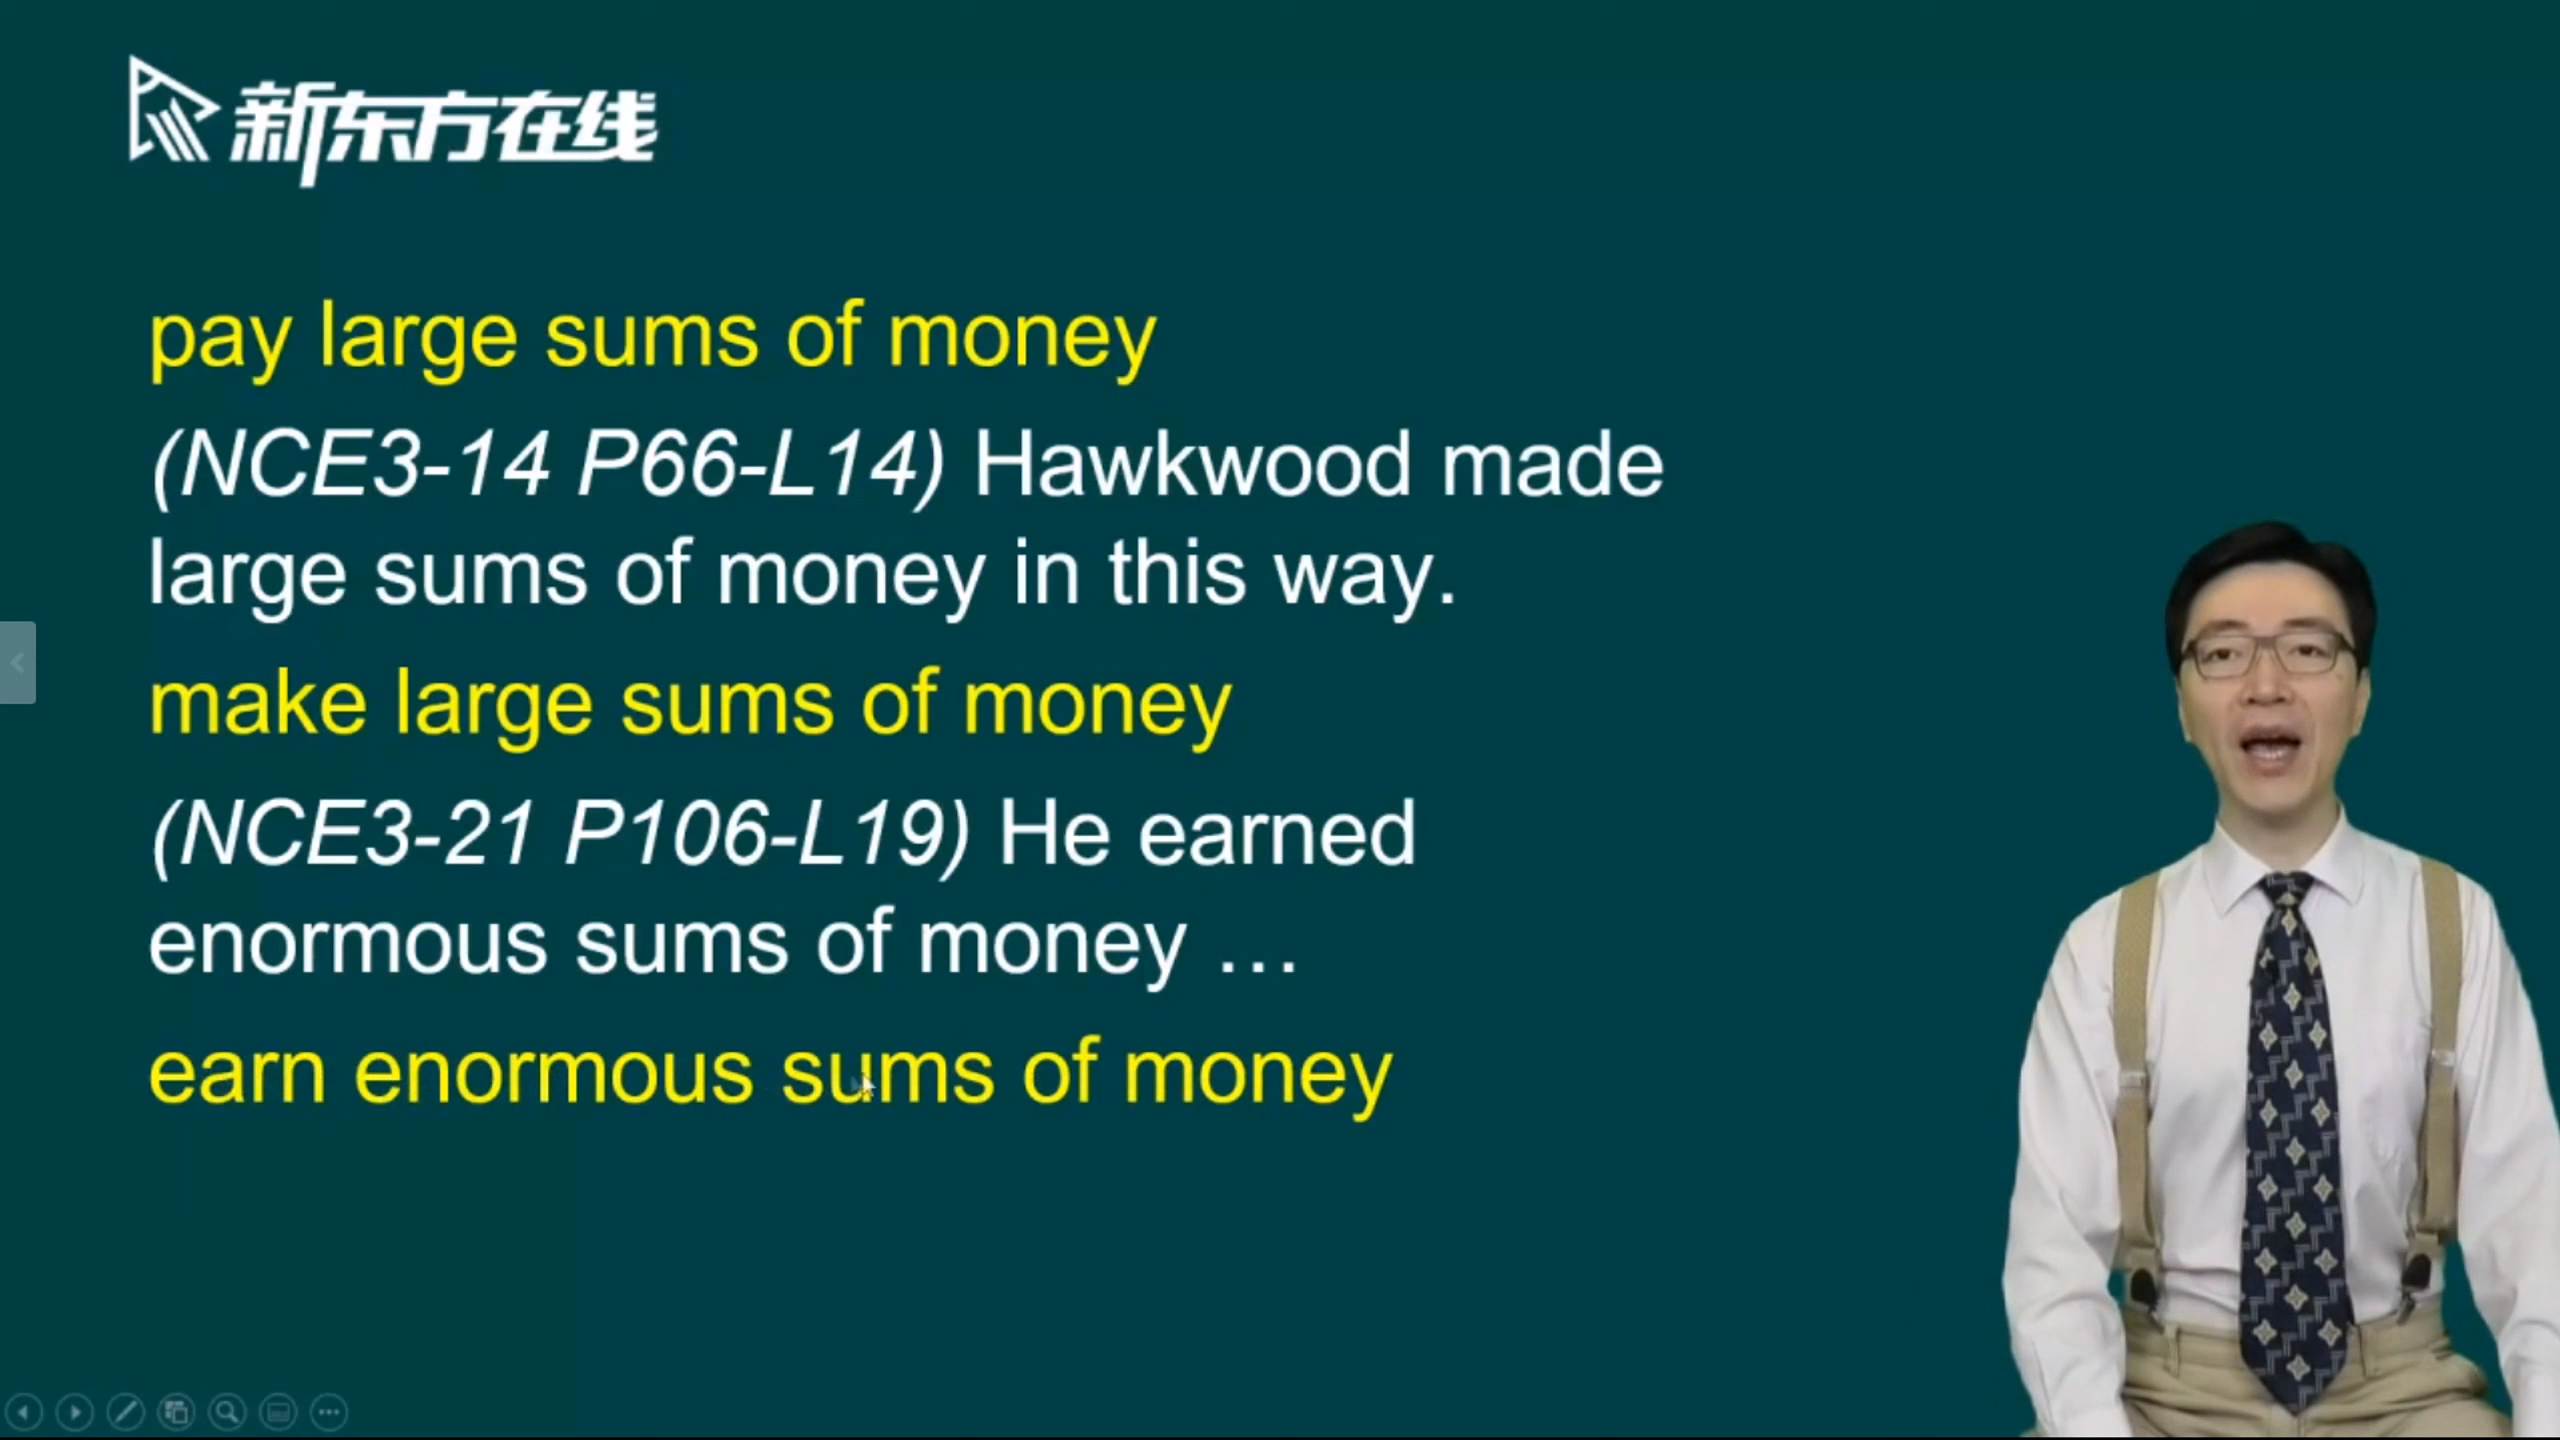 新东方在线
pay large sums of money
(NCE3-14 P66-L14) Hawkwood made
large sums of money in this way.
make large sums of money
(NCE3-21 P106-L19) He earned
enormous sums of money …
earn enormous sums of money